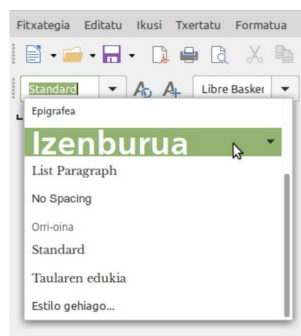 Fitxategia Editatu Ikusi Txertatu Formatua
Standard Libre Basker
Epigrafea
Izenburua
List Paragraph
No Spacing
Orri-oina
Standard
Taularen edukia
Estilo gehiago...